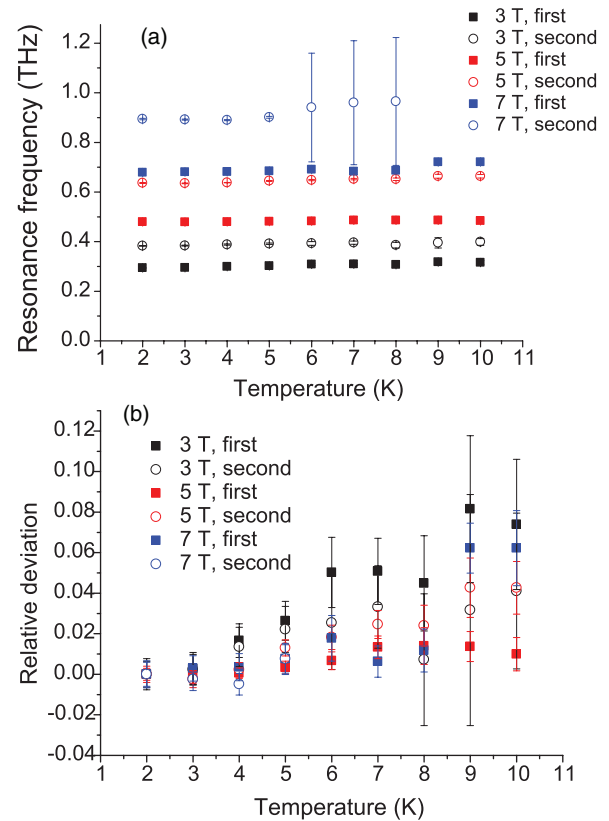 (a)
Resonance frequency (THz)
1.2
1.0
0.8
0.6
0.4
0.2
0.0
3 T, first
3 T, second
5 T, first
5 T, second
7 T, first
7 T, second
1 2 3 4 5 6 7 8 9 10 11
Temperature (K)
(b)
Relative deviation
0.12
0.10
0.08
0.06
0.04
0.02
0.00
-0.02
-0.04
3 T, first
3 T, second
5 T, first
5 T, second
7 T, first
7 T, second
1 2 3 4 5 6 7 8 9 10 11
Temperature (K)